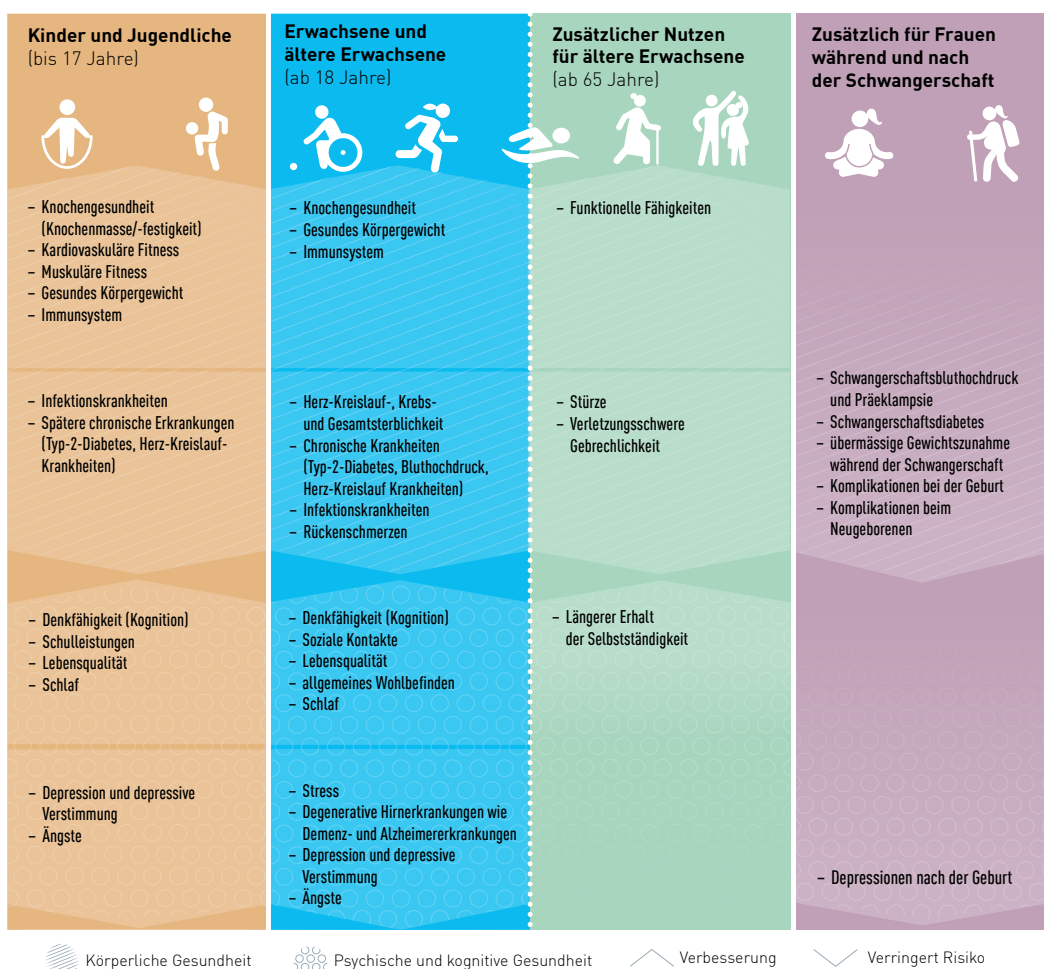 Kinder und Jugendliche
(bis 17 Jahre)
– Knochengesundheit
(Knochenmasse/-festigkeit)
– Kardiovaskuläre Fitness
– Muskuläre Fitness
– Gesundes Körpergewicht
– Immunsystem
– Infektionskrankheiten
– Spätere chronische Erkrankungen
(Typ-2-Diabetes, Herz-Kreislauf-
Krankheiten)
– Denkfähigkeit (Kognition)
– Schulleistungen
– Lebensqualität
– Schlaf
– Depression und depressive
Verstimmung
– Ängste
Erwachsene und
ältere Erwachsene
(ab 18 Jahre)
– Knochengesundheit
– Gesundes Körpergewicht
– Immunsystem
– Herz-Kreislauf-, Krebs-
und Gesamtsterblichkeit
– Chronische Krankheiten
(Typ-2-Diabetes, Bluthochdruck,
Herz-Kreislauf Krankheiten)
– Infektionskrankheiten
– Rückenschmerzen
– Denkfähigkeit (Kognition)
– Soziale Kontakte
– Lebensqualität
– allgemeines Wohlbefinden
– Schlaf
– Stress
– Degenerative Hirnerkrankungen wie
Demenz- und Alzheimererkrankungen
– Depression und depressive
Verstimmung
– Ängste
Zusätzlicher Nutzen
für ältere Erwachsene
(ab 65 Jahre)
– Funktionelle Fähigkeiten
– Stürze
– Verletzungsschwere
Gebrechlichkeit
– Längerer Erhalt
der Selbstständigkeit
Zusätzlich für Frauen
während und nach
der Schwangerschaft
– Schwangerschaftsbluthochdruck
und Präeklampsie
– Schwangerschaftsdiabetes
– übermässige Gewichtszunahme
während der Schwangerschaft
– Komplikationen bei der Geburt
– Komplikationen beim
Neugeborenen
– Depressionen nach der Geburt
Körperliche Gesundheit
Psychische und kognitive Gesundheit
Verbesserung
Verringert Risiko